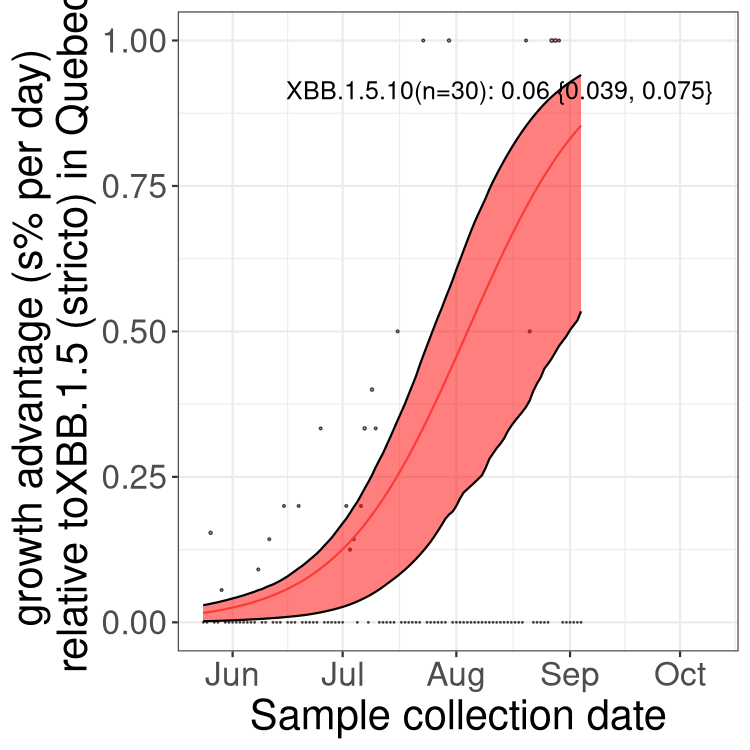 growth advantage (s% per day)
relative toXBB.1.5 (stricto) in Quebec
1.00
0.75
0.50
0.25
0.00
XBB.1.5.10(n=30): 0.06 {0.039, 0.075}
Jun Jul Aug Sep Oct
Sample collection date